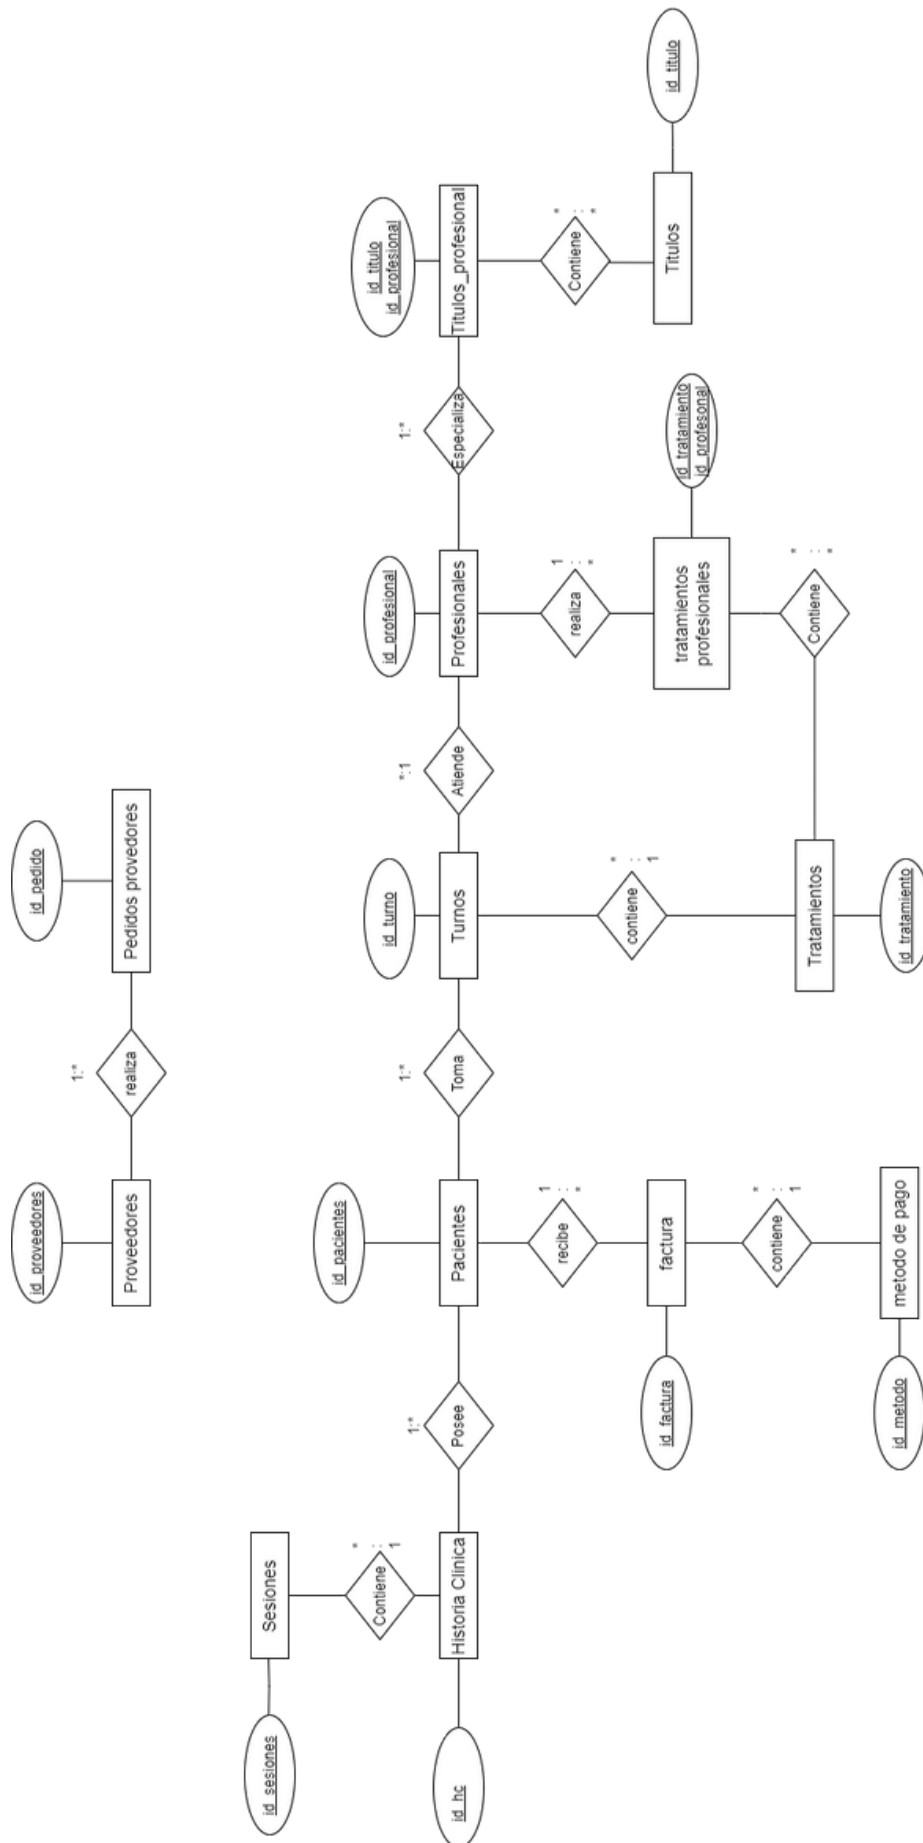 id_proveedores
id_pedido
Proveedores
1:*
realiza
Pedidos provedores
id_sesiones
Sesiones
*
:
1
Contiene
id_pacientes
id_turno
id_profesional
id_titulo
id_profesional
id_hc
Historia Clinica
1:*
Posee
Pacientes
1:*
Toma
Turnos
*:1
Atiende
Profesionales
1:*
Especializa
Titulos_profesional
recibe
1
:
*
contiene
*
:
1
realiza
1
:
*
Contiene
*
:
*
id_factura
factura
tratamientos
profesionales
id_tratamiento
id_profesonal
Titulos
id_titulo
contiene
*
:
1
Contiene
*
:
*
Tratamientos
id_metodo
metodo de pago
id_tratamiento